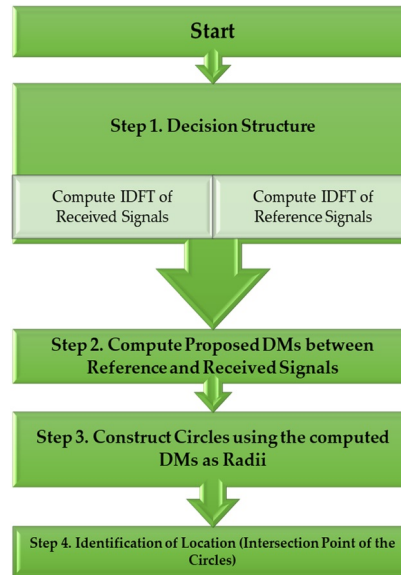 Start
Step 1. Decision Structure
Compute IDFT of
Received Signals
Compute IDFT of
Reference Signals
Step 2. Compute Proposed DMs between
Reference and Received Signals
Step 3. Construct Circles using the computed
DMs as Radii
Step 4. Identification of Location (Intersection Point of the
Circles)